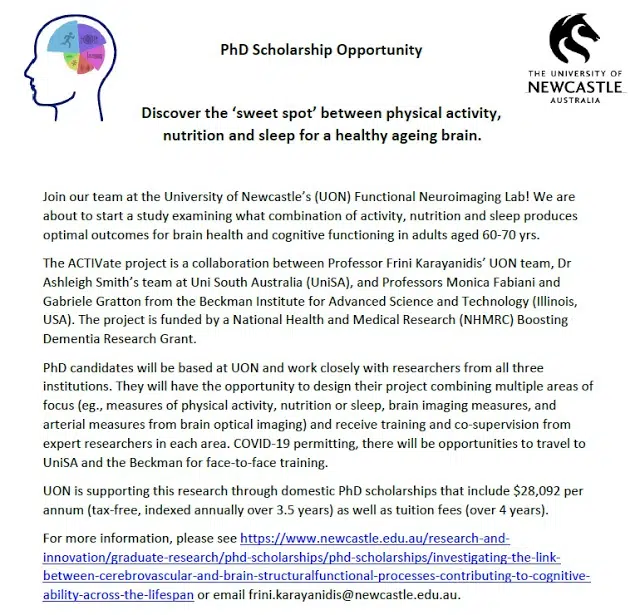 PhD Scholarship Opportunity
THE UNIVERSITY OF
NEWCASTLE
AUSTRALIA
Discover the ‘sweet spot’ between physical activity,
nutrition and sleep for a healthy ageing brain.
Join our team at the University of Newcastle’s (UON) Functional Neuroimaging Lab! We are
about to start a study examining what combination of activity, nutrition and sleep produces
optimal outcomes for brain health and cognitive functioning in adults aged 60-70 yrs.
The ACTIVate project is a collaboration between Professor Frini Karayanidis’ UON team, Dr
Ashleigh Smith’s team at Uni South Australia (UniSA), and Professors Monica Fabiani and
Gabriele Gratton from the Beckman Institute for Advanced Science and Technology (Illinois,
USA). The project is funded by a National Health and Medical Research (NHMRC) Boosting
Dementia Research Grant.
PhD candidates will be based at UON and work closely with researchers from all three
institutions. They will have the opportunity to design their project combining multiple areas of
focus (eg., measures of physical activity, nutrition or sleep, brain imaging measures, and
arterial measures from brain optical imaging) and receive training and co-supervision from
expert researchers in each area. COVID-19 permitting, there will be opportunities to travel to
UniSA and the Beckman for face-to-face training.
UON is supporting this research through domestic PhD scholarships that include $28,092 per
annum (tax-free, indexed annually over 3.5 years) as well as tuition fees (over 4 years).
For more information, please see https://www.newcastle.edu.au/research-and-
innovation/graduate-research/phd-scholarships/phd-scholarships/investigating-the-link-
between-cerebrovascular-and-brain-structuralfunctional-processes-contributing-to-cognitive-
ability-across-the-lifespan or email frini.karayanidis@newcastle.edu.au.